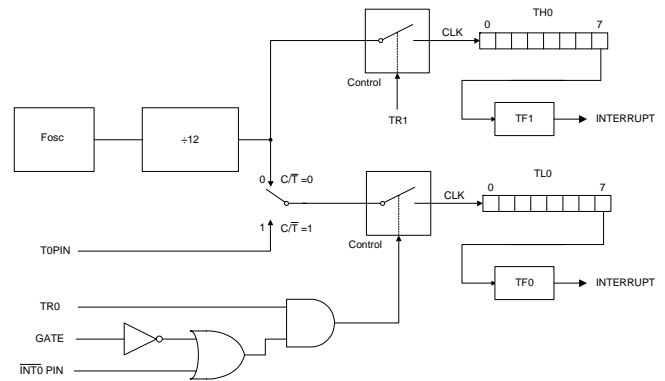 TH0
0 7
CLK
Control
TR1
TF1 INTERRUPT
Fosc ÷12
0 C/T̅ =0
1 C/T̅ =1
T0PIN
TL0
0 7
CLK
Control
TF0 INTERRUPT
TR0
GATE
I̅N̅T̅0̅ PIN